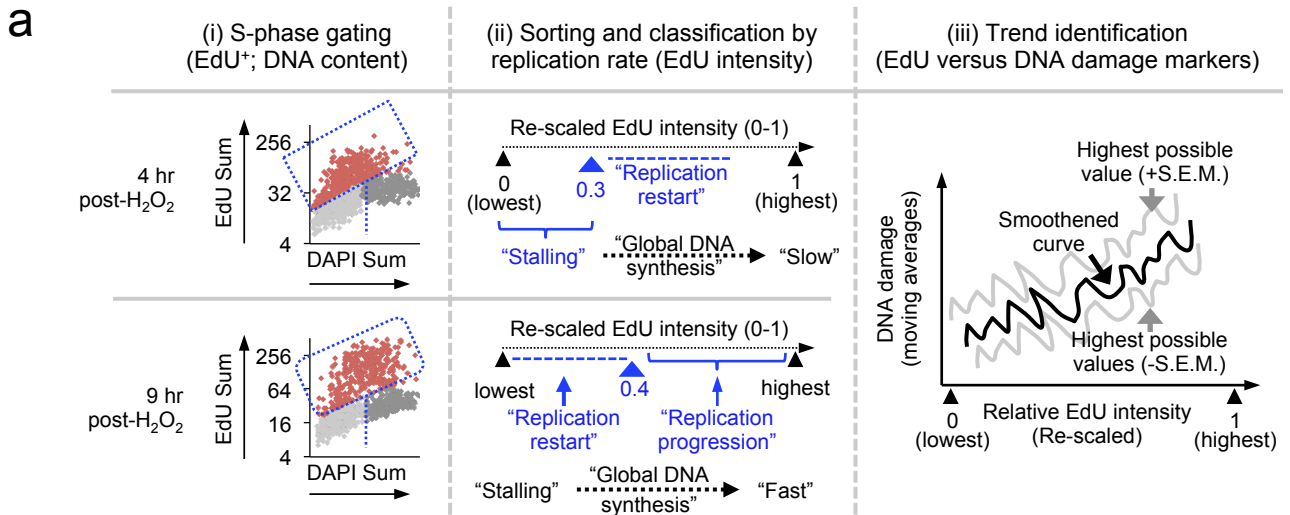 a
(i) S-phase gating
(EdU⁺; DNA content)
(ii) Sorting and classification by
replication rate (EdU intensity)
(iii) Trend identification
(EdU versus DNA damage markers)
4 hr
post-H₂O₂
EdU Sum
256
32
4
DAPI Sum
Re-scaled EdU intensity (0-1)
0
(lowest)
0.3
“Replication
restart”
1
(highest)
“Stalling”
“Global DNA
synthesis”
“Slow”
9 hr
post-H₂O₂
EdU Sum
256
64
16
4
DAPI Sum
Re-scaled EdU intensity (0-1)
lowest
0.4
highest
“Replication
restart”
“Replication
progression”
“Stalling”
“Global DNA
synthesis”
“Fast”
DNA damage
(moving averages)
Highest possible
value (+S.E.M.)
Smoothened
curve
Highest possible
values (-S.E.M.)
0
(lowest)
Relative EdU intensity
(Re-scaled)
1
(highest)